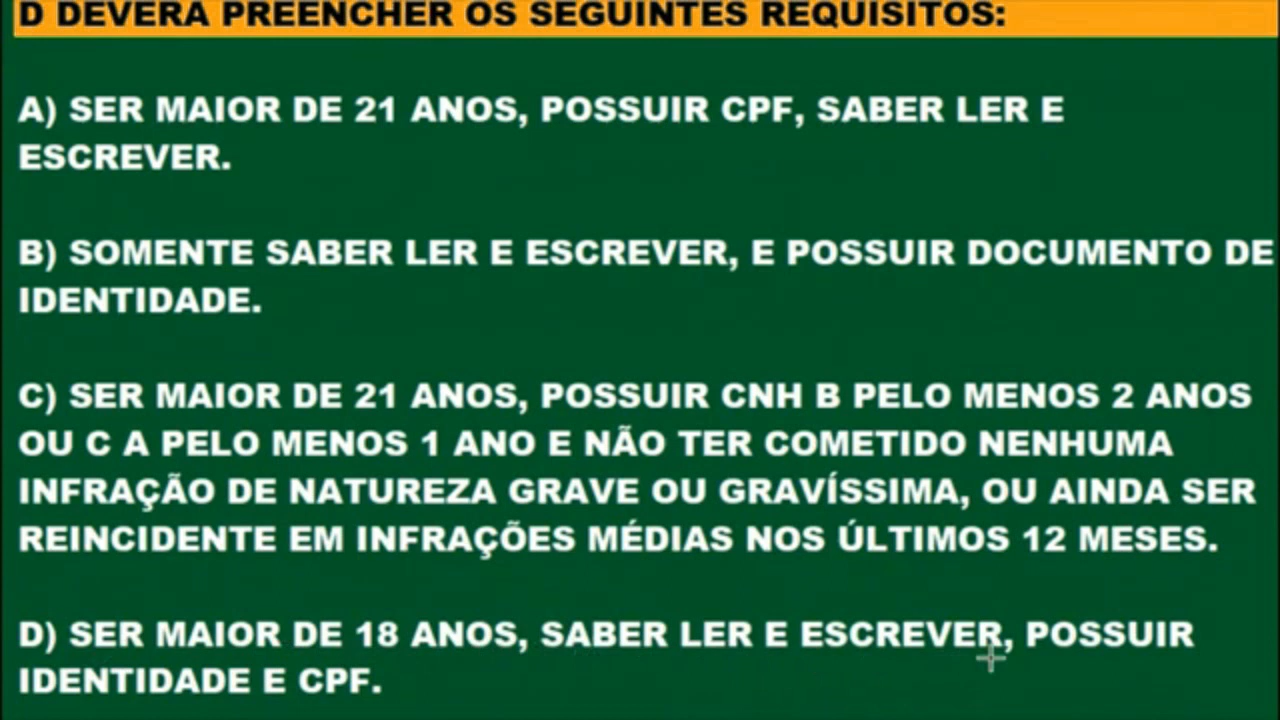 D DEVERÁ PREENCHER OS SEGUINTES REQUISITOS:
A) SER MAIOR DE 21 ANOS, POSSUIR CPF, SABER LER E
ESCREVER.
B) SOMENTE SABER LER E ESCREVER, E POSSUIR DOCUMENTO DE
IDENTIDADE.
C) SER MAIOR DE 21 ANOS, POSSUIR CNH B PELO MENOS 2 ANOS
OU C A PELO MENOS 1 ANO E NÃO TER COMETIDO NENHUMA
INFRAÇÃO DE NATUREZA GRAVE OU GRAVÍSSIMA, OU AINDA SER
REINCIDENTE EM INFRAÇÕES MÉDIAS NOS ÚLTIMOS 12 MESES.
D) SER MAIOR DE 18 ANOS, SABER LER E ESCREVER, POSSUIR
IDENTIDADE E CPF.